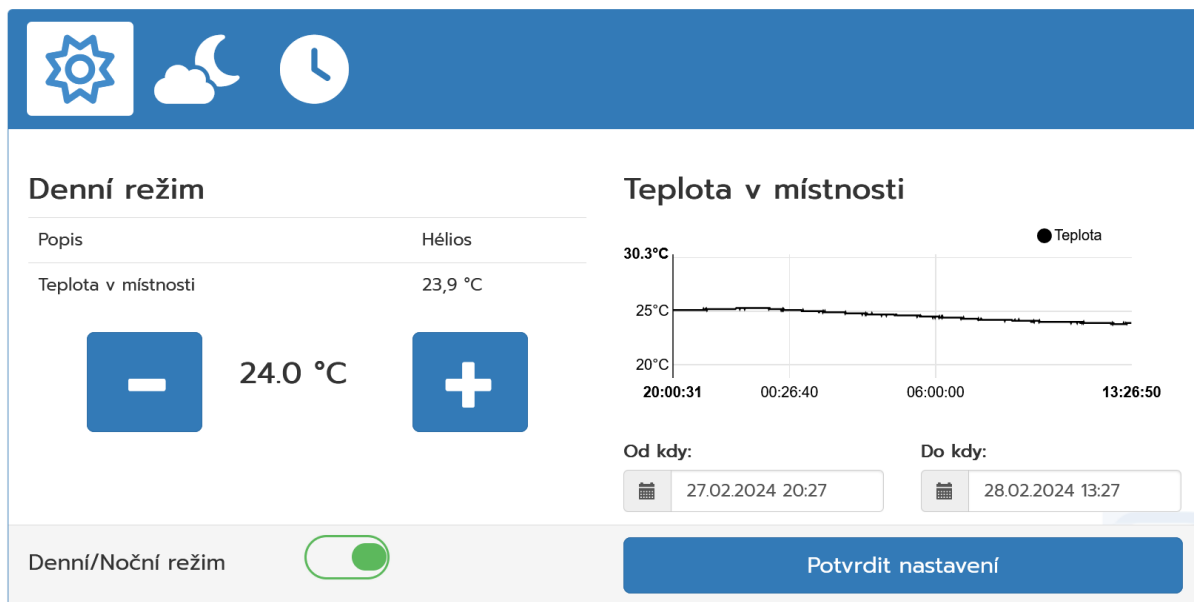 Denní režim
Popis Hélios
Teplota v místnosti 23,9 °C
24.0 °C
Teplota v místnosti
Teplota
30.3°C
25°C
20°C
20:00:31 00:26:40 06:00:00 13:26:50
Od kdy: Do kdy:
27.02.2024 20:27 28.02.2024 13:27
Denní/Noční režim
Potvrdit nastavení